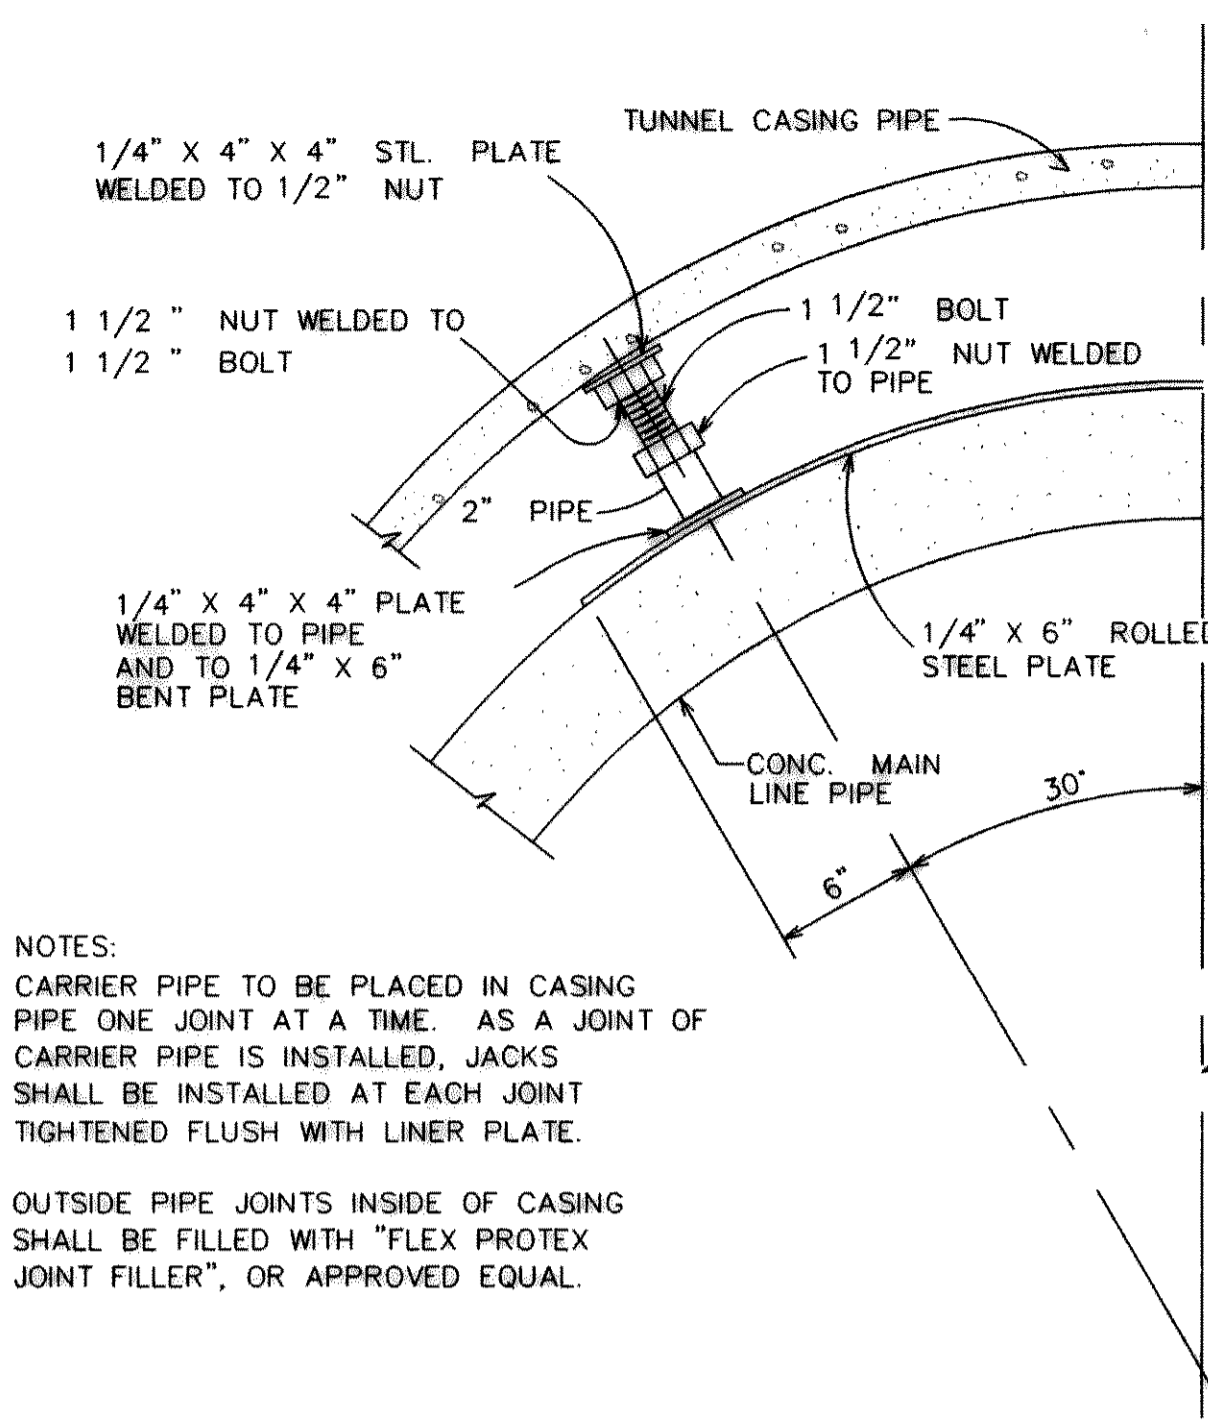 TUNNEL CASING PIPE
1/4" X 4" X 4" STL. PLATE
WELDED TO 1/2" NUT
1 1/2 " NUT WELDED TO
1 1/2 " BOLT
1 1/2" BOLT
1 1/2" NUT WELDED
TO PIPE
2" PIPE
1/4" X 4" X 4" PLATE
WELDED TO PIPE
AND TO 1/4" X 6"
BENT PLATE
1/4" X 6" ROLLED
STEEL PLATE
CONC. MAIN
LINE PIPE
30°
6"
NOTES:
CARRIER PIPE TO BE PLACED IN CASING
PIPE ONE JOINT AT A TIME. AS A JOINT OF
CARRIER PIPE IS INSTALLED, JACKS
SHALL BE INSTALLED AT EACH JOINT
TIGHTENED FLUSH WITH LINER PLATE.
OUTSIDE PIPE JOINTS INSIDE OF CASING
SHALL BE FILLED WITH "FLEX PROTEX
JOINT FILLER", OR APPROVED EQUAL.